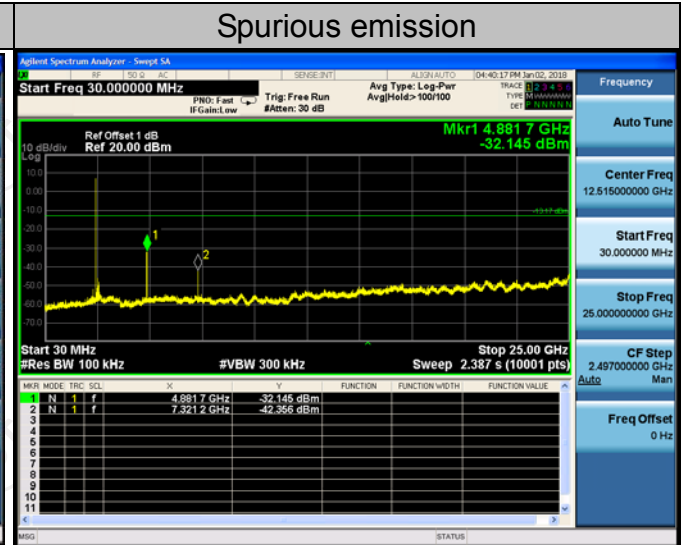 Spurious emission
Agilent Spectrum Analyzer - Swept SA
RF 50 Ω AC SENSE:INT ALIGN AUTO 04:40:17 PM Jan 02, 2018
Start Freq 30.000000 MHz
PNO: Fast
IFGain:Low
Trig: Free Run
#Atten: 30 dB
Avg Type: Log-Pwr
Avg|Hold:>100/100
TRACE 1 2 3 4 5 6
TYPE M
DET P N N N N N
Frequency
Auto Tune
Center Freq
12.515000000 GHz
Start Freq
30.000000 MHz
Stop Freq
25.000000000 GHz
CF Step
2.497000000 GHz
Auto Man
Freq Offset
0 Hz
Mkr1 4.881 7 GHz
-32.145 dBm
Ref Offset 1 dB
10 dB/div Ref 20.00 dBm
Log
10.0
0.00
-10.0
-20.0
-30.0
-40.0
-50.0
-60.0
-70.0
-13.17 dBm
1
2
Start 30 MHz Stop 25.00 GHz
#Res BW 100 kHz #VBW 300 kHz Sweep 2.387 s (10001 pts)
MKR MODE TRC SCL X Y FUNCTION FUNCTION WIDTH FUNCTION VALUE
1 N 1 f 4.881 7 GHz -32.145 dBm
2 N 1 f 7.321 2 GHz -42.356 dBm
3
4
5
6
7
8
9
10
11
MSG STATUS